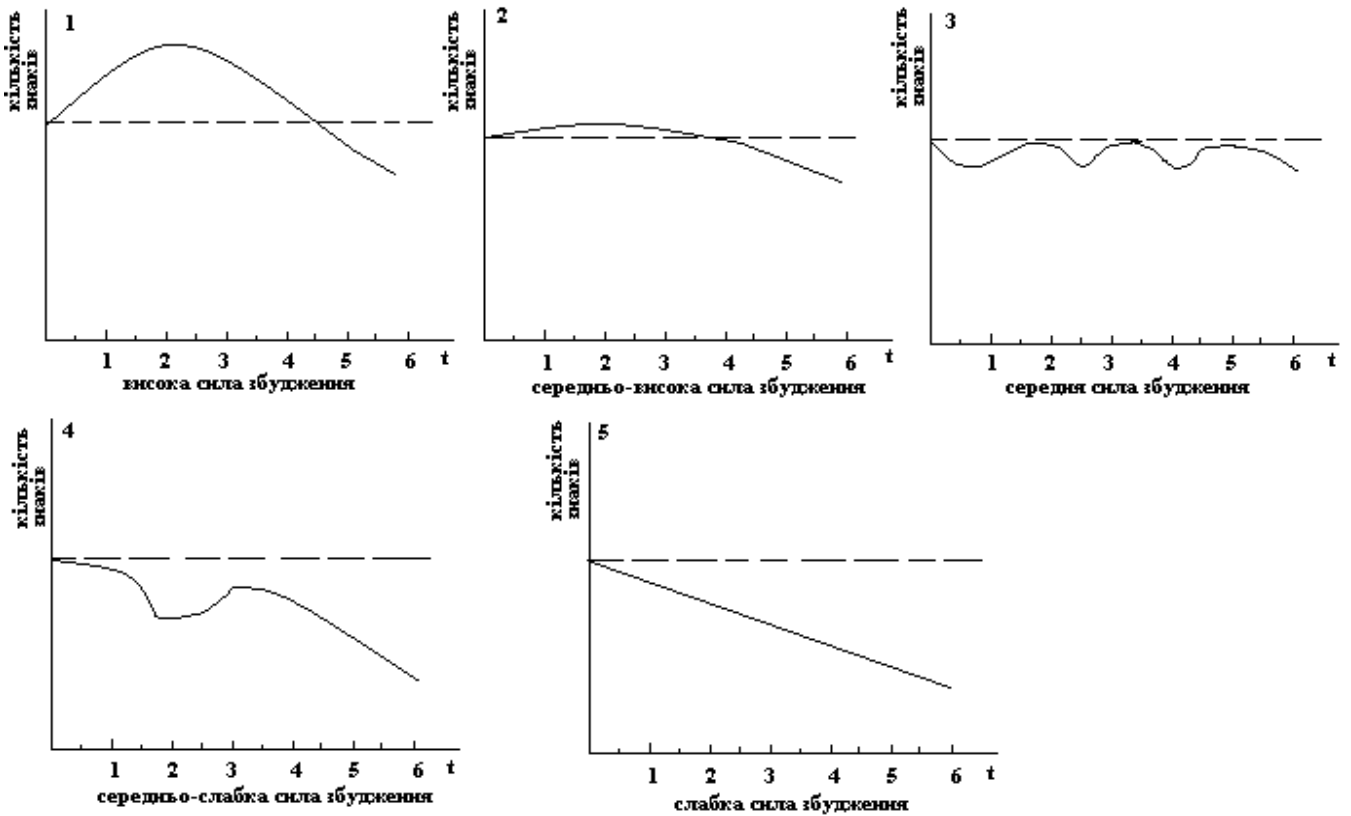 1
кількість
знаків
1 2 3 4 5 6 t
висока сила збудження
2
кількість
знаків
1 2 3 4 5 6 t
середньо-висока сила збудження
3
кількість
знаків
1 2 3 4 5 6 t
середня сила збудження
4
кількість
знаків
1 2 3 4 5 6 t
середньо-слабка сила збудження
5
кількість
знаків
1 2 3 4 5 6 t
слабка сила збудження